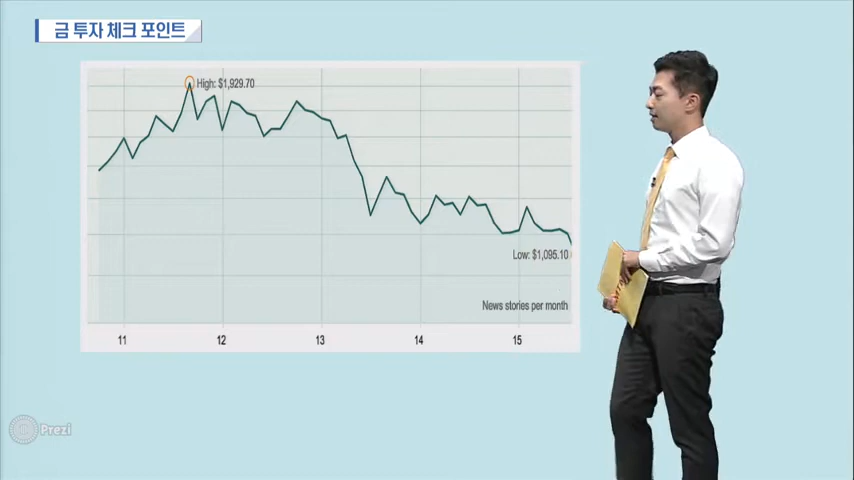 금 투자 체크 포인트
High: $1,929.70
Low: $1,095.10
News stories per month
11 12 13 14 15
Prezi